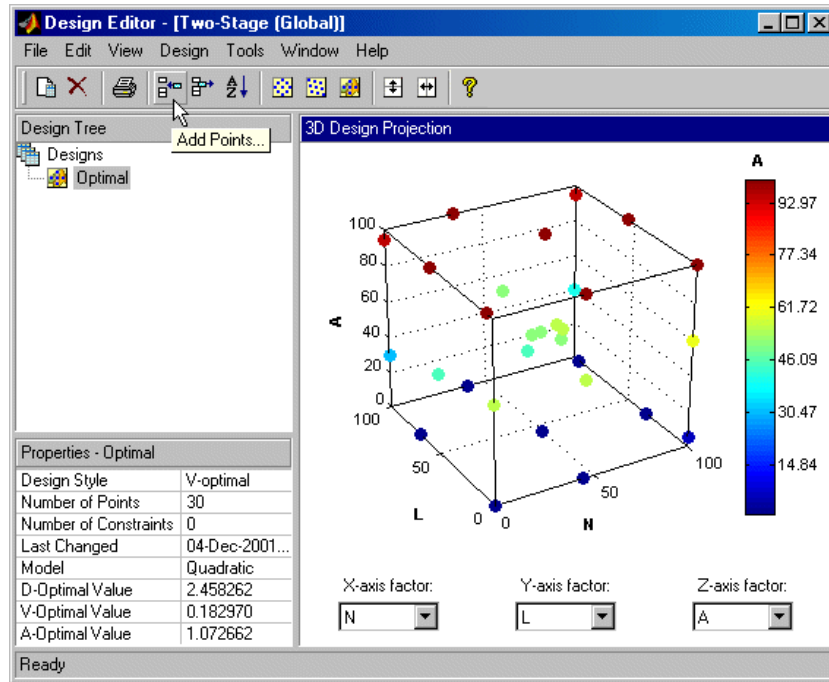 Design Editor - [Two-Stage (Global)]
File Edit View Design Tools Window Help
Design Tree
Add Points...
Designs
Optimal
3D Design Projection
A
100
80
60
40
20
0
A
100
50
0
L
0
50
100
N
92.97
77.34
61.72
46.09
30.47
14.84
Properties - Optimal
Design Style V-optimal
Number of Points 30
Number of Constraints 0
Last Changed 04-Dec-2001...
Model Quadratic
D-Optimal Value 2.458262
V-Optimal Value 0.182970
A-Optimal Value 1.072662
X-axis factor: Y-axis factor: Z-axis factor:
N L A
Ready